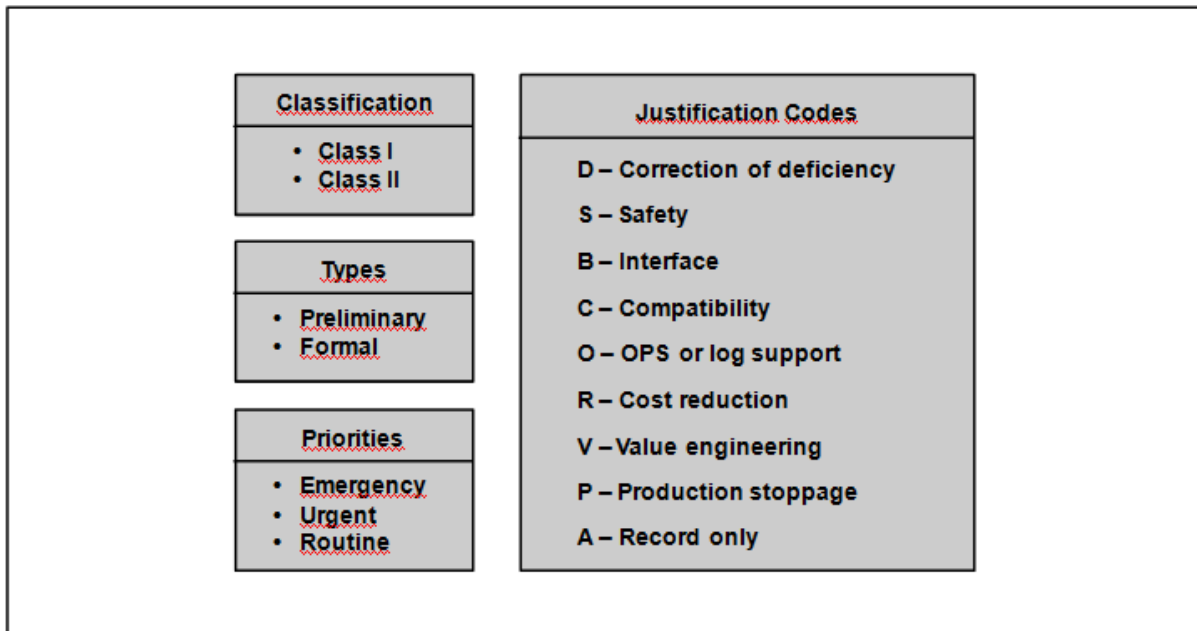 Classification
• Class I
• Class II
Types
• Preliminary
• Formal
Priorities
• Emergency
• Urgent
• Routine
Justification Codes
D – Correction of deficiency
S – Safety
B – Interface
C – Compatibility
O – OPS or log support
R – Cost reduction
V – Value engineering
P – Production stoppage
A – Record only